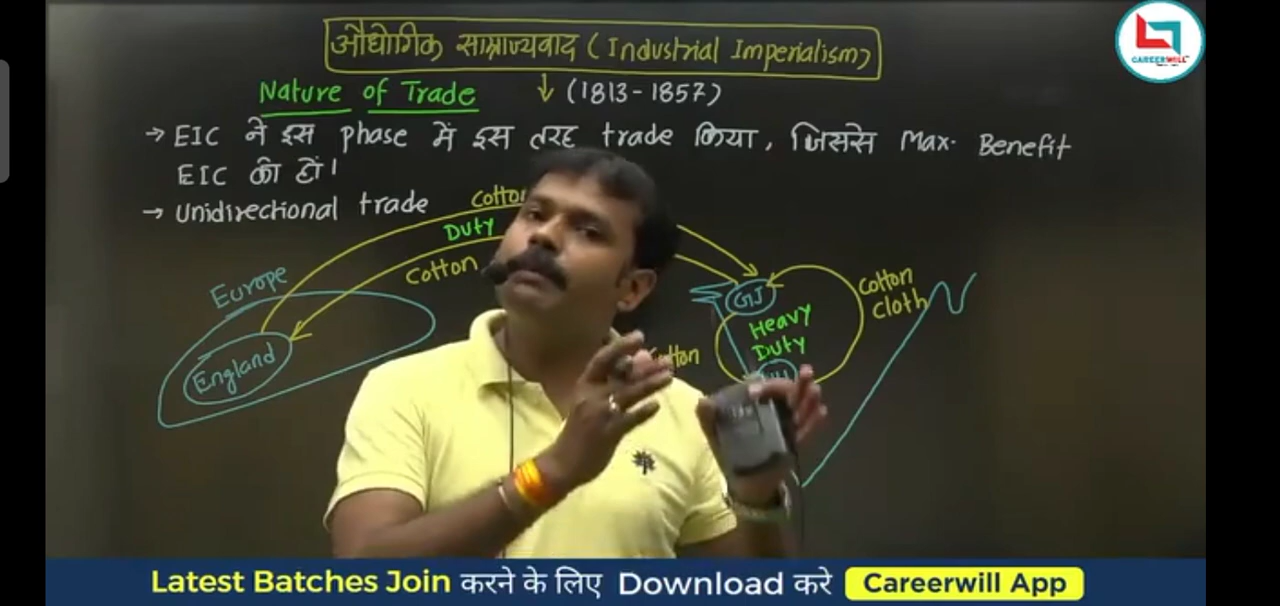 औधोगिक साम्राज्यवाद (Industrial Imperialism)
CAREERWILL
Nature of Trade ↓ (1813-1857)
→ EIC ने इस phase में इस तरह trade किया, जिससे Max. Benefit
EIC को हों।
→ Unidirectional trade
Duty
Cotton
Europe
England
GJ
Cotton
Cloth
Heavy
Duty
Latest Batches Join करने के लिए Download करे Careerwill App